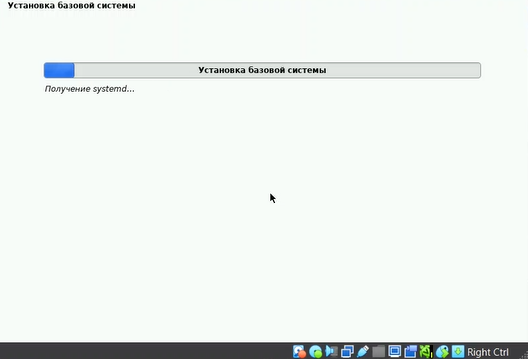 Установка базовой системы
Установка базовой системы
Получение systemd...
Right Ctrl